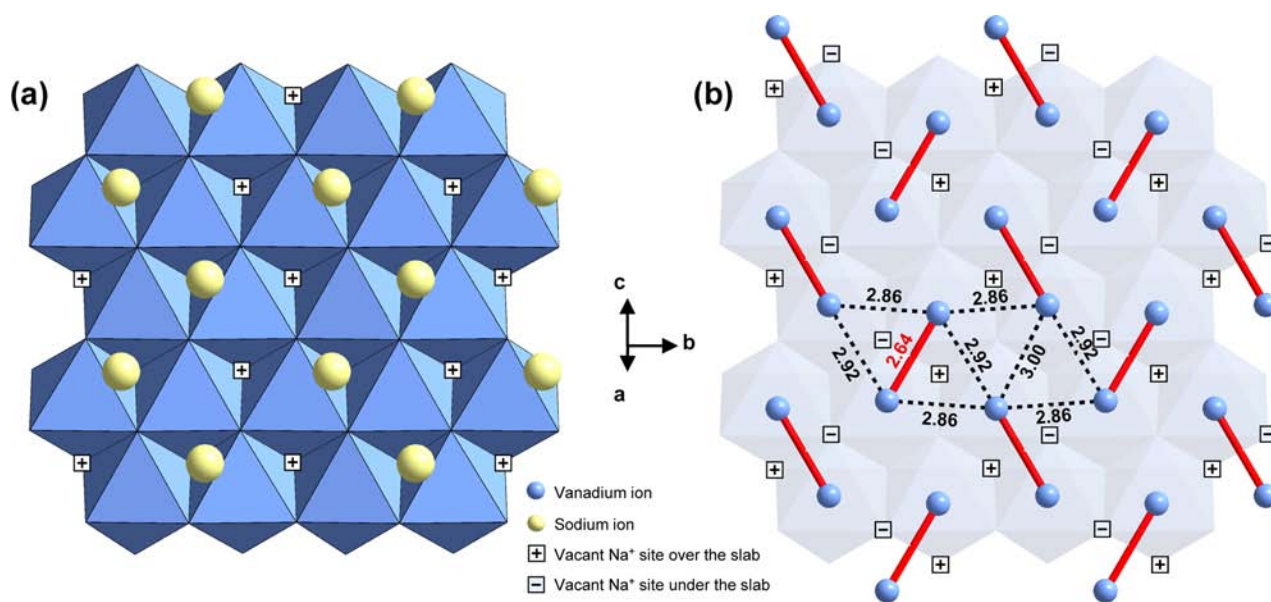 (a)
(b)
c
b
a
2.86
2.86
2.92
2.64
2.92
3.00
2.92
2.86
2.86
Vanadium ion
Sodium ion
+ Vacant Na⁺ site over the slab
− Vacant Na⁺ site under the slab